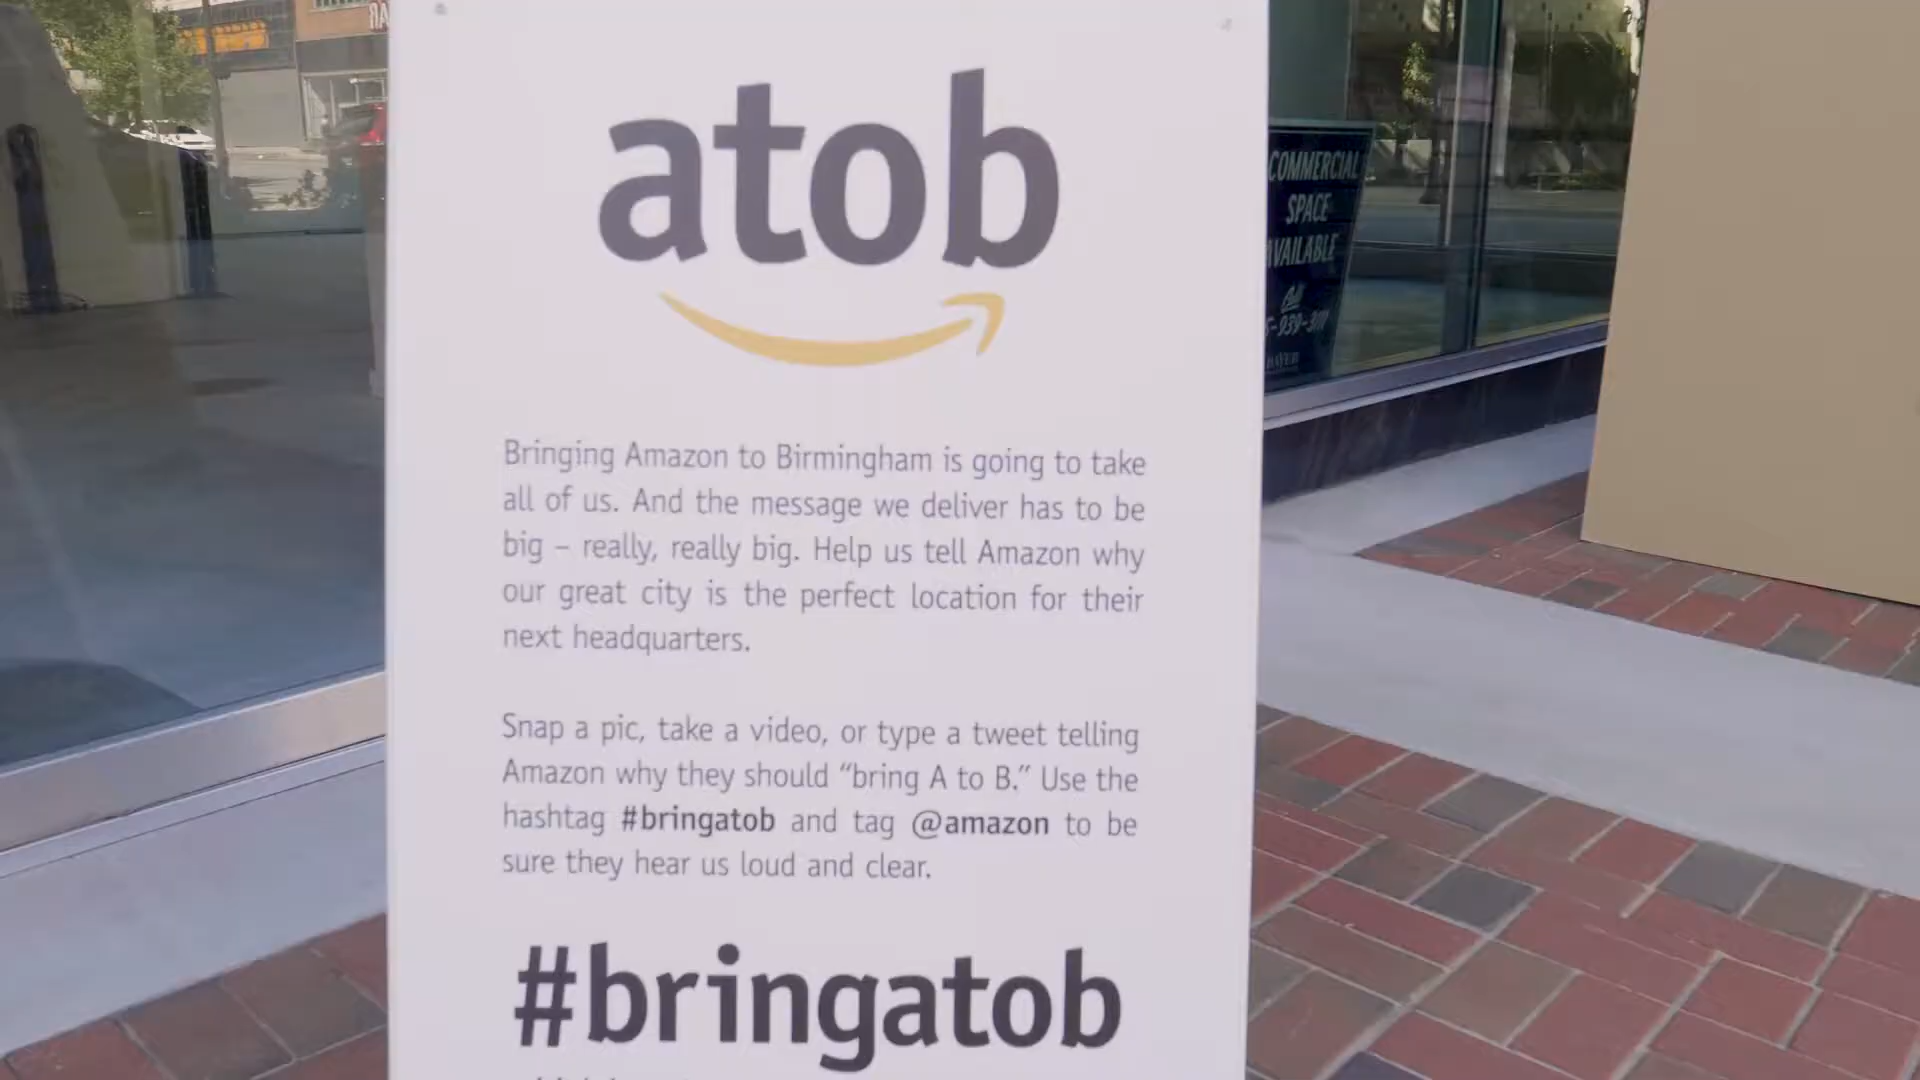 atob
Bringing Amazon to Birmingham is going to take
all of us. And the message we deliver has to be
big – really, really big. Help us tell Amazon why
our great city is the perfect location for their
next headquarters.
Snap a pic, take a video, or type a tweet telling
Amazon why they should “bring A to B.” Use the
hashtag #bringatob and tag @amazon to be
sure they hear us loud and clear.
#bringatob
COMMERCIAL
SPACE
AVAILABLE
Call